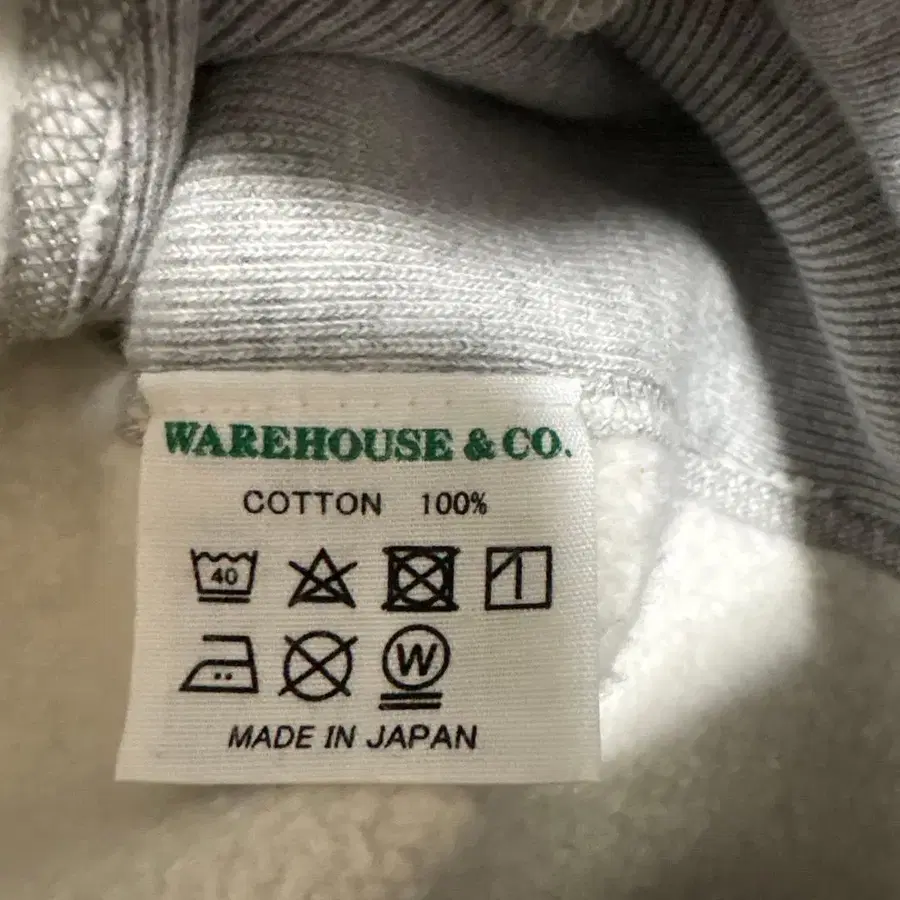 WAREHOUSE & CO.
COTTON 100%
40
W
MADE IN JAPAN